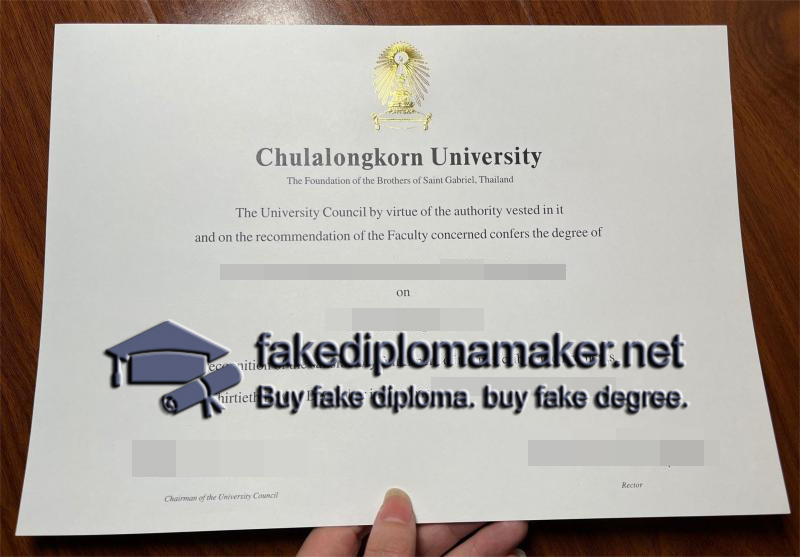 Chulalongkorn University
The Foundation of the Brothers of Saint Gabriel, Thailand
The University Council by virtue of the authority vested in it
and on the recommendation of the Faculty concerned confers the degree of
on
fakediplomamaker.net
Buy fake diploma. buy fake degree.
Chairman of the University Council
Rector